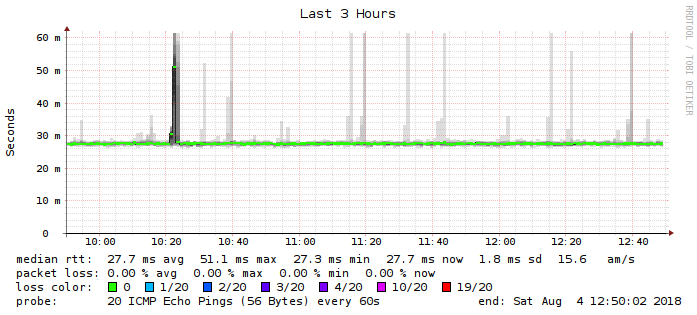 Last 3 Hours
RRDTOOL / TOBI OETIKER
Seconds
60 m
50 m
40 m
30 m
20 m
10 m
0
10:00 10:20 10:40 11:00 11:20 11:40 12:00 12:20 12:40
median rtt: 27.7 ms avg 51.1 ms max 27.3 ms min 27.7 ms now 1.8 ms sd 15.6 am/s
packet loss: 0.00 % avg 0.00 % max 0.00 % min 0.00 % now
loss color: 0 1/20 2/20 3/20 4/20 10/20 19/20
probe: 20 ICMP Echo Pings (56 Bytes) every 60s end: Sat Aug 4 12:50:02 2018